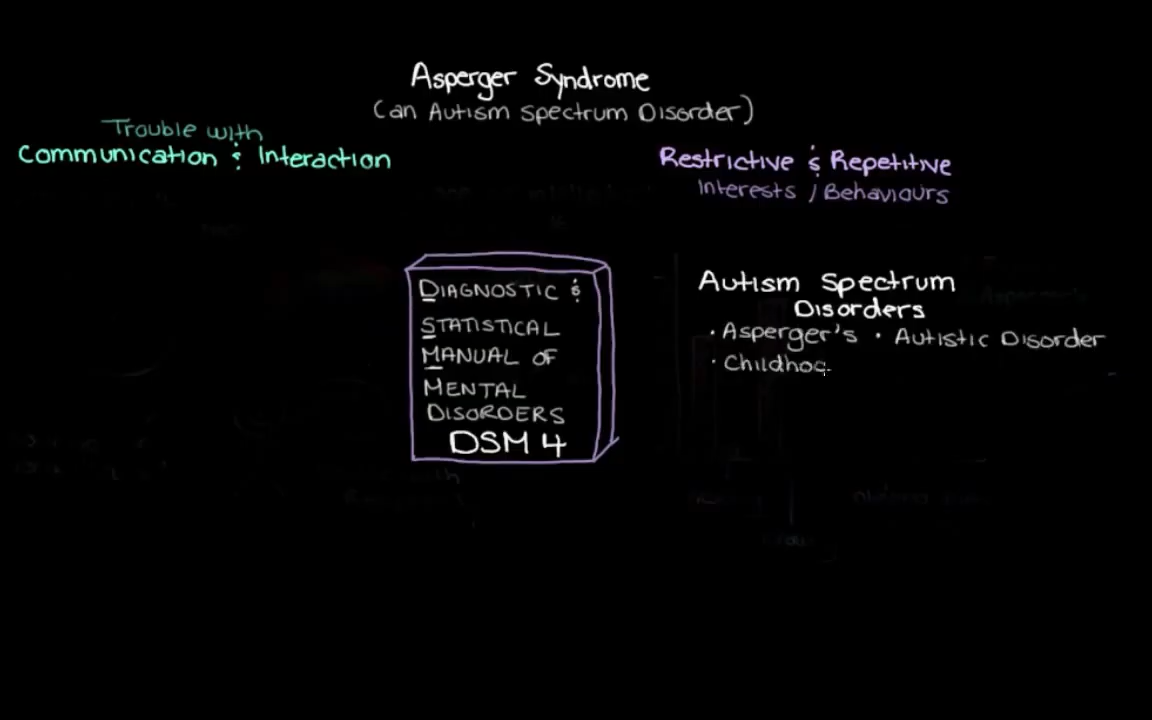 Asperger Syndrome
(an Autism Spectrum Disorder)
Trouble with
Communication & Interaction
Restrictive & Repetitive
Interests / Behaviours
DIAGNOSTIC &
STATISTICAL
MANUAL OF
MENTAL
DISORDERS
DSM 4
Autism Spectrum
Disorders
• Asperger's • Autistic Disorder
• Childhoo